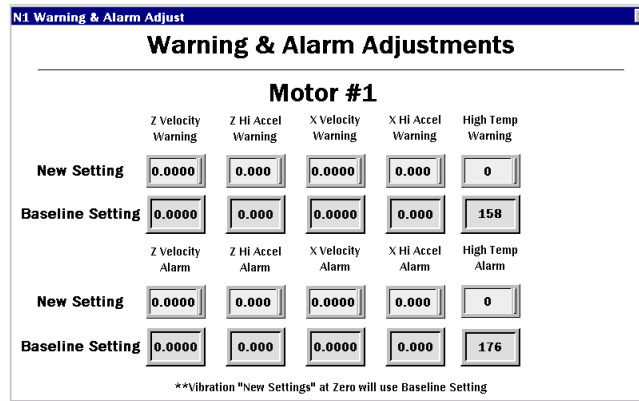 N1 Warning & Alarm Adjust
Warning & Alarm Adjustments
Motor #1
Z Velocity Warning Z Hi Accel Warning X Velocity Warning X Hi Accel Warning High Temp Warning
New Setting 0.0000 0.000 0.0000 0.000 0
Baseline Setting 0.0000 0.000 0.0000 0.000 158
Z Velocity Alarm Z Hi Accel Alarm X Velocity Alarm X Hi Accel Alarm High Temp Alarm
New Setting 0.0000 0.000 0.0000 0.000 0
Baseline Setting 0.0000 0.000 0.0000 0.000 176
**Vibration "New Settings" at Zero will use Baseline Setting